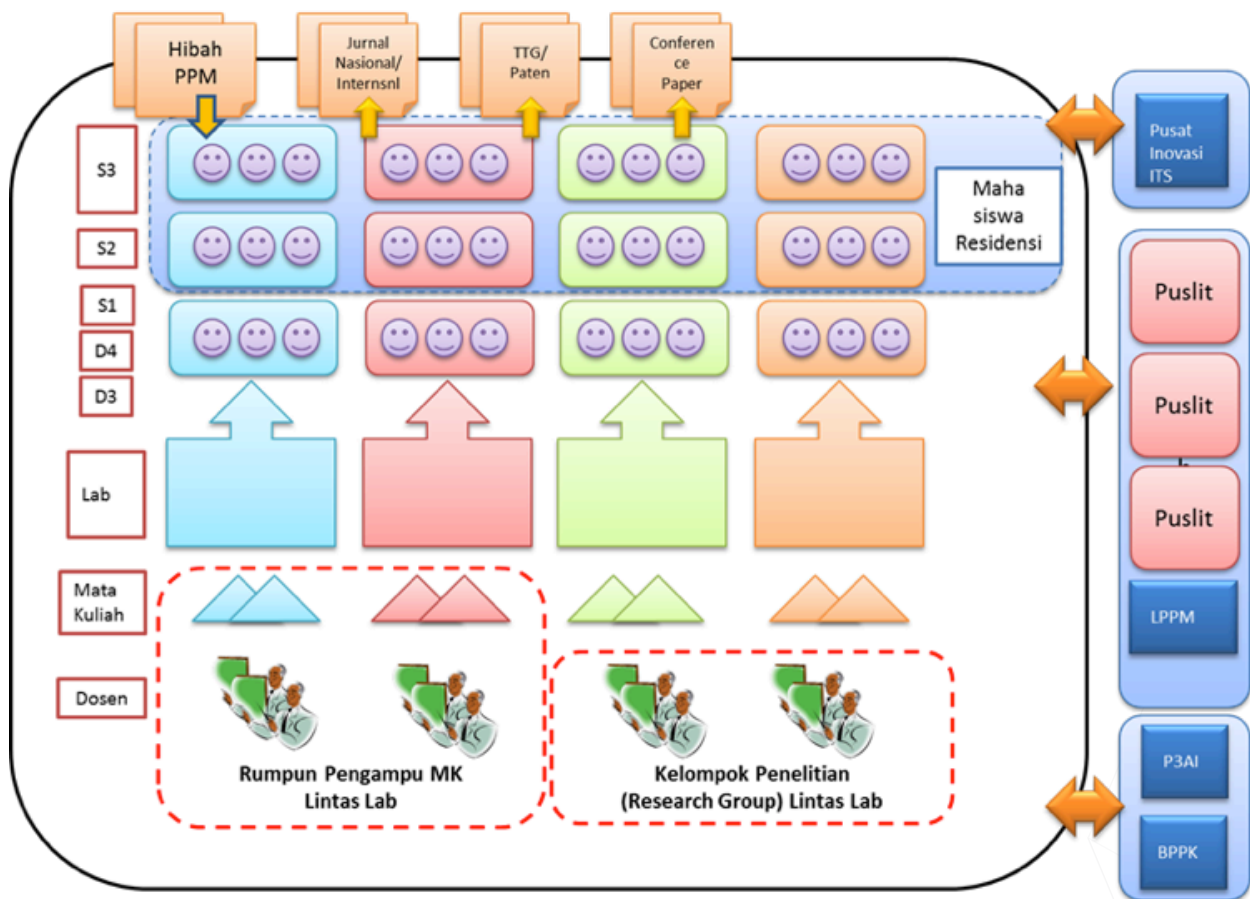 Hibah
PPM
Jurnal
Nasional/
Internsnl
TTG/
Paten
Conferen
ce
Paper
S3
S2
S1
D4
D3
Lab
Mata
Kuliah
Dosen
Maha
siswa
Residensi
Rumpun Pengampu MK
Lintas Lab
Kelompok Penelitian
(Research Group) Lintas Lab
Pusat
Inovasi
ITS
Puslit
Puslit
Puslit
LPPM
P3AI
BPPK